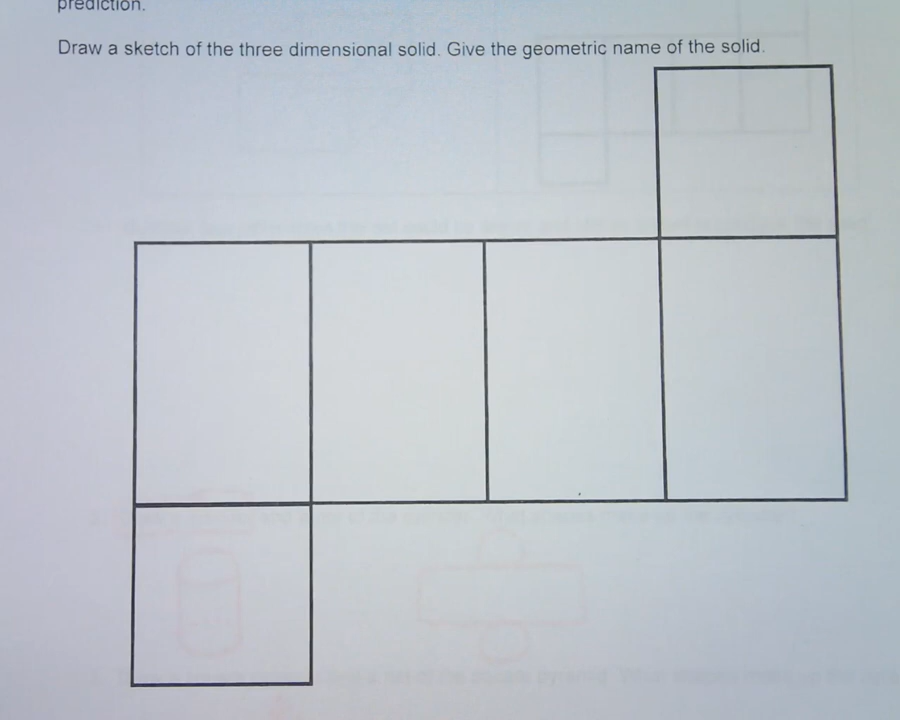 prediction.
Draw a sketch of the three dimensional solid. Give the geometric name of the solid.